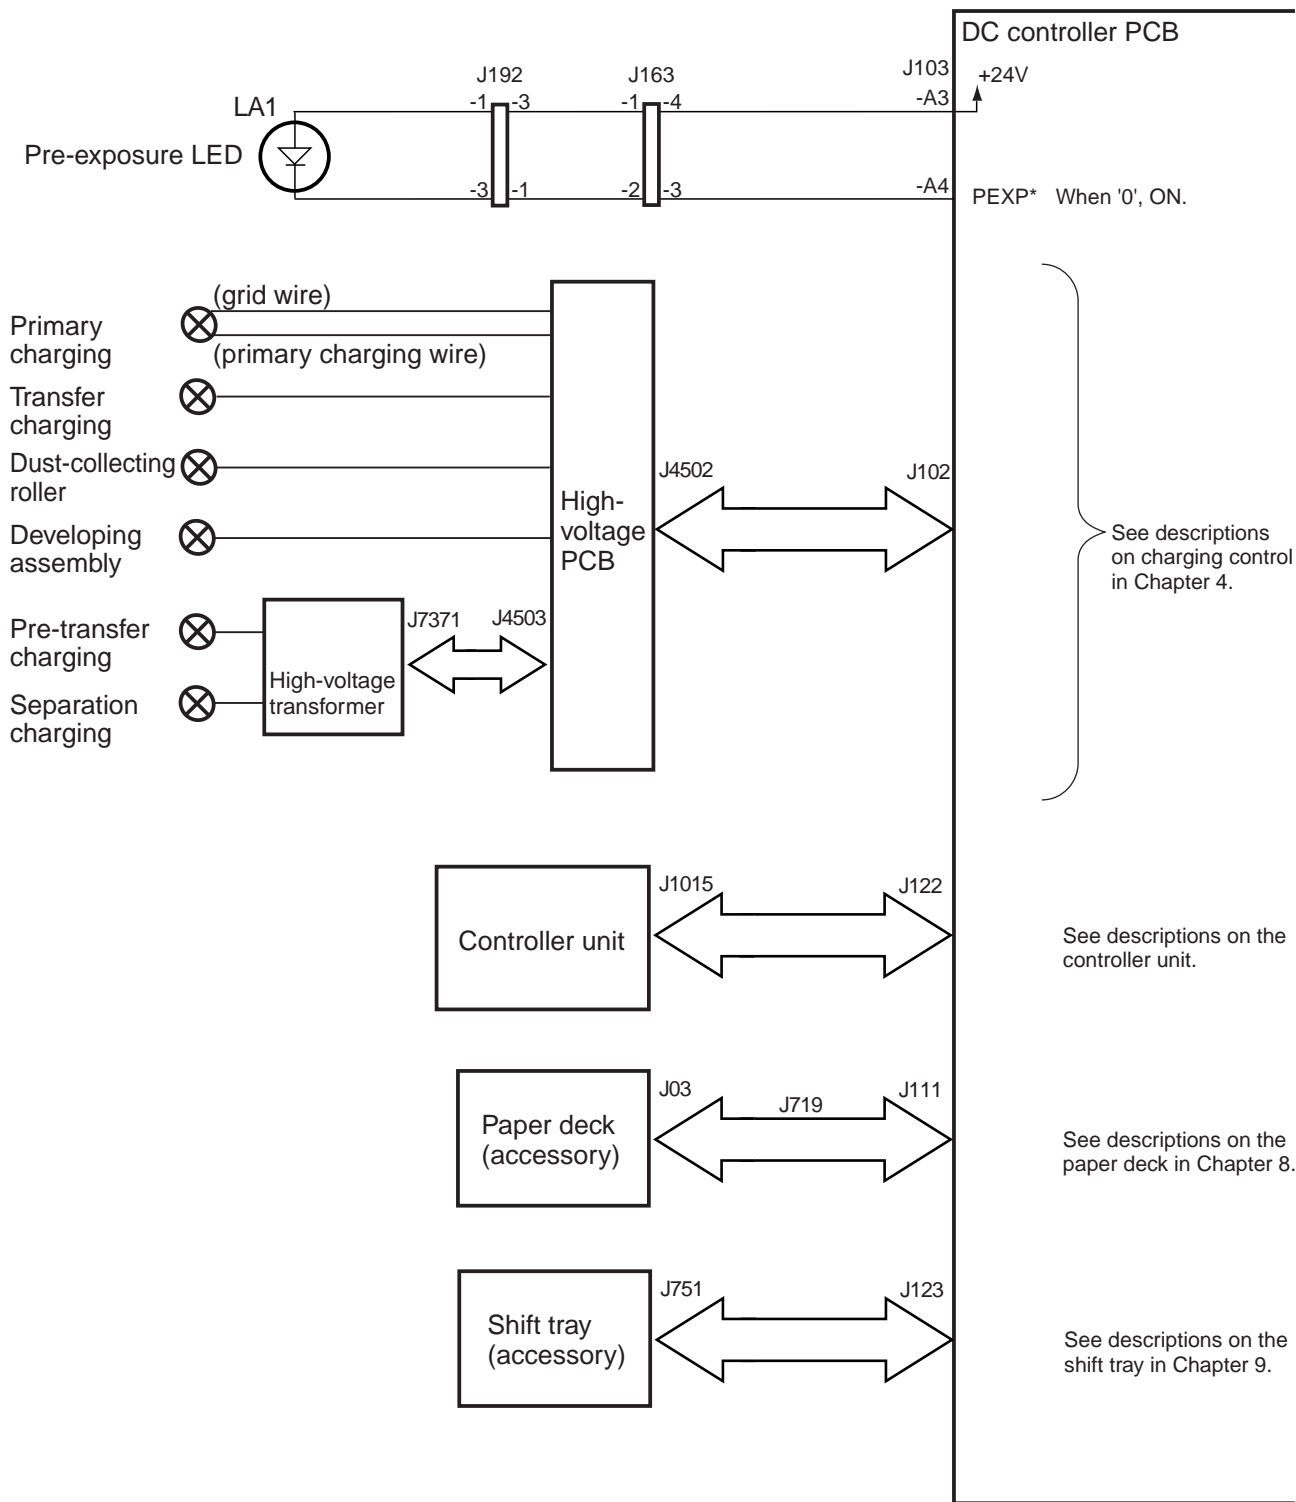 DC controller PCB
J192 J163 J103 +24V
LA1 -1 -3 -1 -4 -A3
Pre-exposure LED
-3 -1 -2 -3 -A4
PEXP* When '0', ON.
(grid wire)
Primary
charging
(primary charging wire)
Transfer
charging
Dust-collecting
roller
Developing
assembly
Pre-transfer
charging
Separation
charging
High-voltage
transformer
J7371 J4503
High-
voltage
PCB
J4502 J102
See descriptions
on charging control
in Chapter 4.
Controller unit
J1015 J122
See descriptions on the
controller unit.
Paper deck
(accessory)
J03 J719 J111
See descriptions on the
paper deck in Chapter 8.
Shift tray
(accessory)
J751 J123
See descriptions on the
shift tray in Chapter 9.